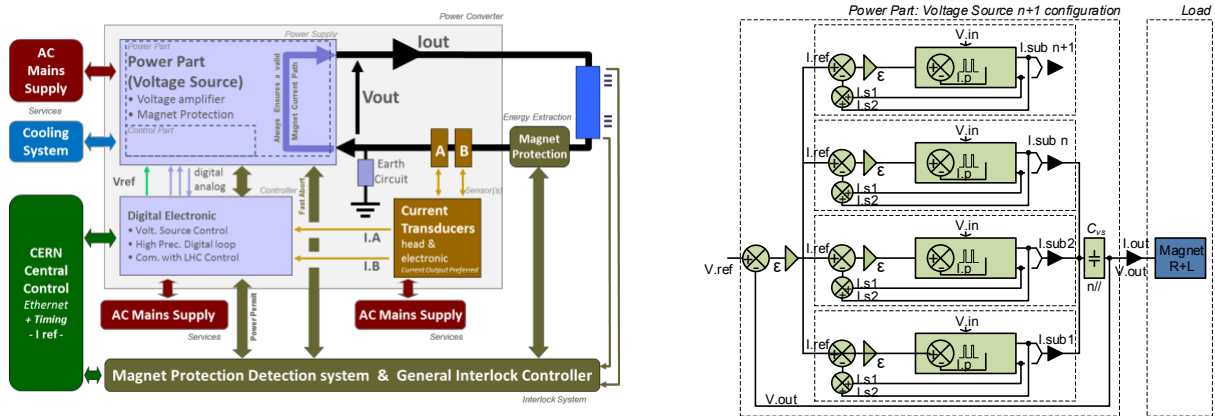 Power Converter
Power Supply
Power Part
Power Part
(Voltage Source)
• Voltage amplifier
• Magnet Protection
Control Part
Always Ensures a valid
Magnet Current Path
Iout
Vout
AC
Mains
Supply
Services
Cooling
System
Energy Extraction
Magnet
Protection
A
B
Earth
Circuit
Sensor(s)
Vref
digital
analog
Controller
Fast Abort
Digital Electronic
• Volt. Source Control
• High Prec. Digital loop
• Com. with LHC Control
I.A
I.B
Current
Transducers
head &
electronic
Current Output Preferred
CERN
Central
Control
Ethernet
+ Timing
- I ref -
AC Mains Supply
Services
Power Permit
AC Mains Supply
Services
Magnet Protection Detection system & General Interlock Controller
Interlock System
Power Part: Voltage Source n+1 configuration
Load
V.in
I.ref
ε
I.p
I.sub n+1
I.s1
I.s2
V.in
I.ref
ε
I.p
I.sub n
I.s1
I.s2
V.in
I.ref
ε
I.p
I.sub2
I.s1
I.s2
V.ref
ε
Cvs
n//
I.out
V.out
Magnet
R+L
V.in
I.ref
ε
I.p
I.sub1
I.s1
I.s2
V.out